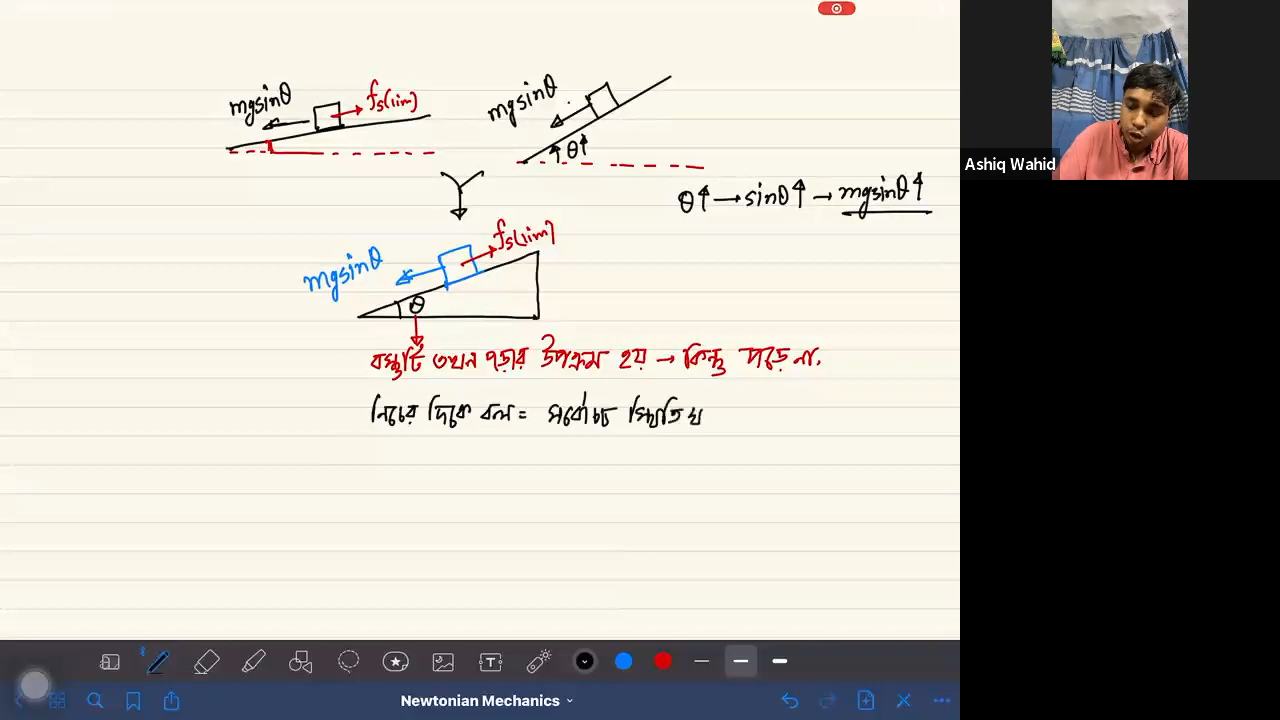 mgsinθ
fs(lim)
mgsinθ
θ↑
θ↑ → sinθ↑ → mgsinθ↑
fs(lim)
mgsinθ
θ
বস্তুটি তখন পড়ার উপক্রম হয় → কিন্তু পড়ে না.
নিচের দিকে বল = সর্বোচ্চ স্থিতি ঘ
Ashiq Wahid
T
Newtonian Mechanics